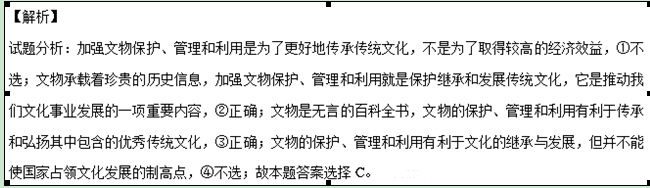 【解析】
试题分析：加强文物保护、管理和利用是为了更好地传承传统文化，不是为了取得较高的经济效益，①不
选；文物承载着珍贵的历史信息，加强文物保护、管理和利用就是保护继承和发展传统文化，它是推动我
们文化事业发展的一项重要内容，②正确；文物是无言的百科全书，文物的保护、管理和利用有利于传承
和弘扬其中包含的优秀传统文化，③正确；文物的保护、管理和利用有利于文化的继承与发展，但并不能
使国家占领文化发展的制高点，④不选；故本题答案选择 C。